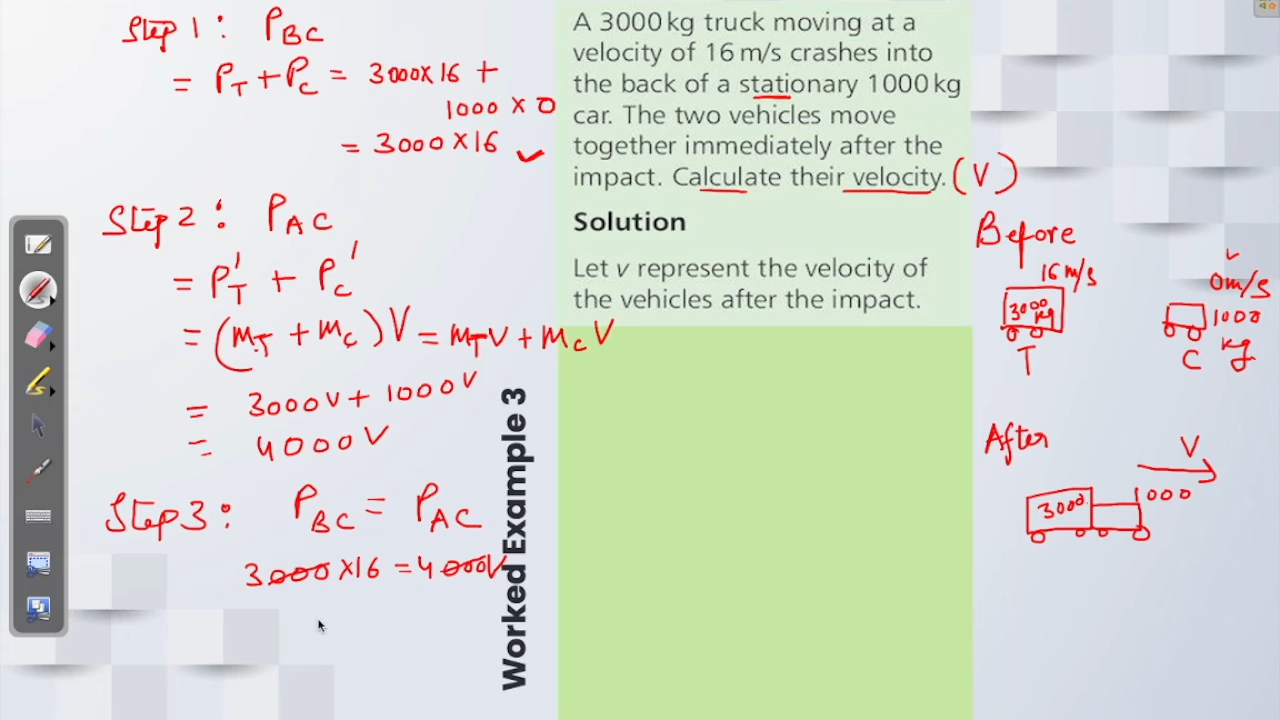 Step 1 : P_BC
= P_T + P_C = 3000 × 16 +
1000 × 0
= 3000 × 16 ✓
Step 2 : P_AC
= P_T' + P_C'
= (m_T + m_C) V = m_T V + m_C V
= 3000V + 1000V
= 4000V
Step 3 : P_BC = P_AC
3000 × 16 = 4000V
Worked Example 3
A 3000 kg truck moving at a
velocity of 16 m/s crashes into
the back of a stationary 1000 kg
car. The two vehicles move
together immediately after the
impact. Calculate their velocity. (V)
Solution
Let v represent the velocity of
the vehicles after the impact.
Before
16 m/s
3000
kg
T
0 m/s
1000
kg
C
After
V
3000
1000